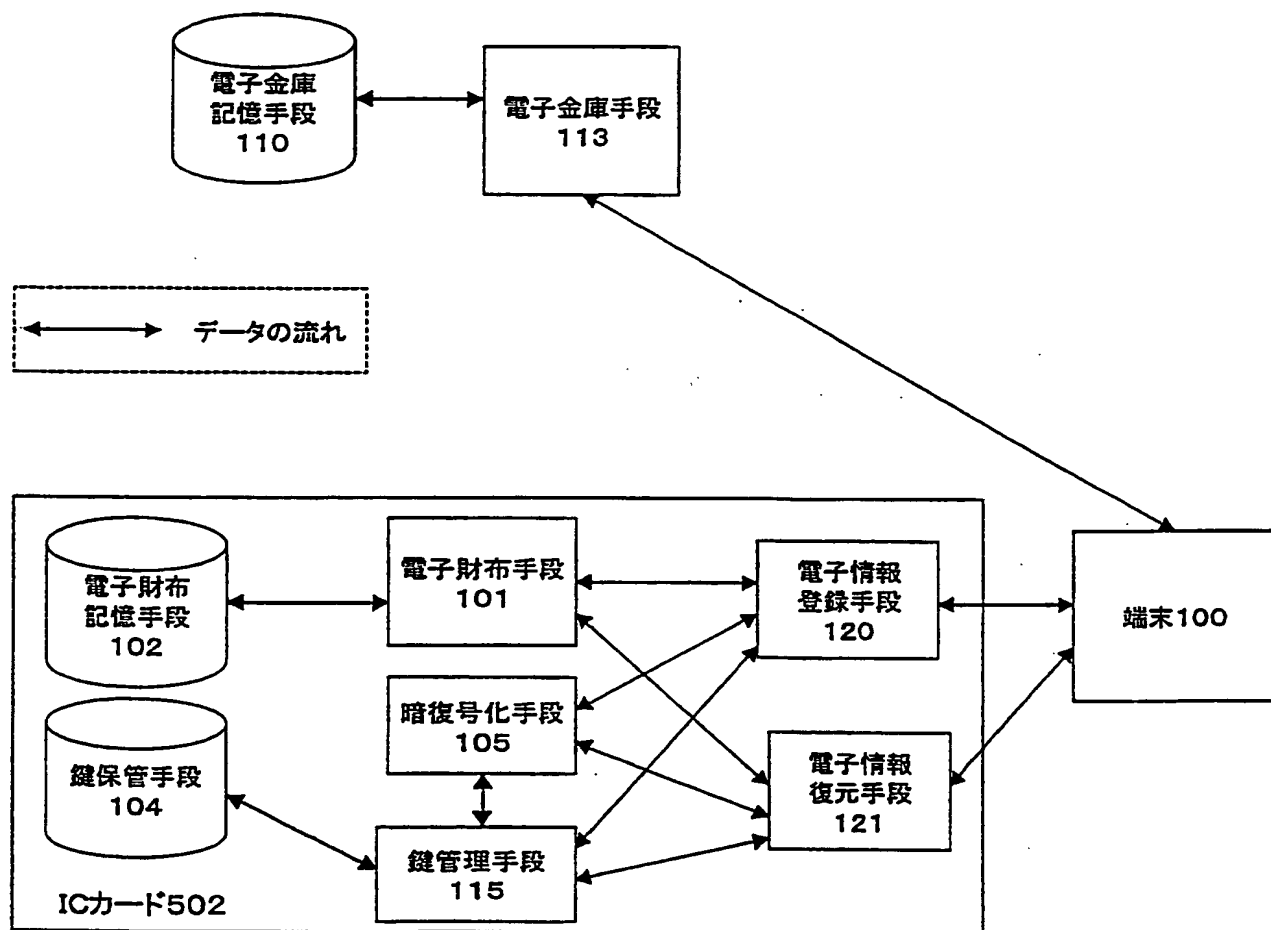 電子金庫
記憶手段
110
電子金庫手段
113
データの流れ
電子財布
記憶手段
102
電子財布手段
101
電子情報
登録手段
120
端末100
暗復号化手段
105
鍵保管手段
104
電子情報
復元手段
121
鍵管理手段
115
ICカード502